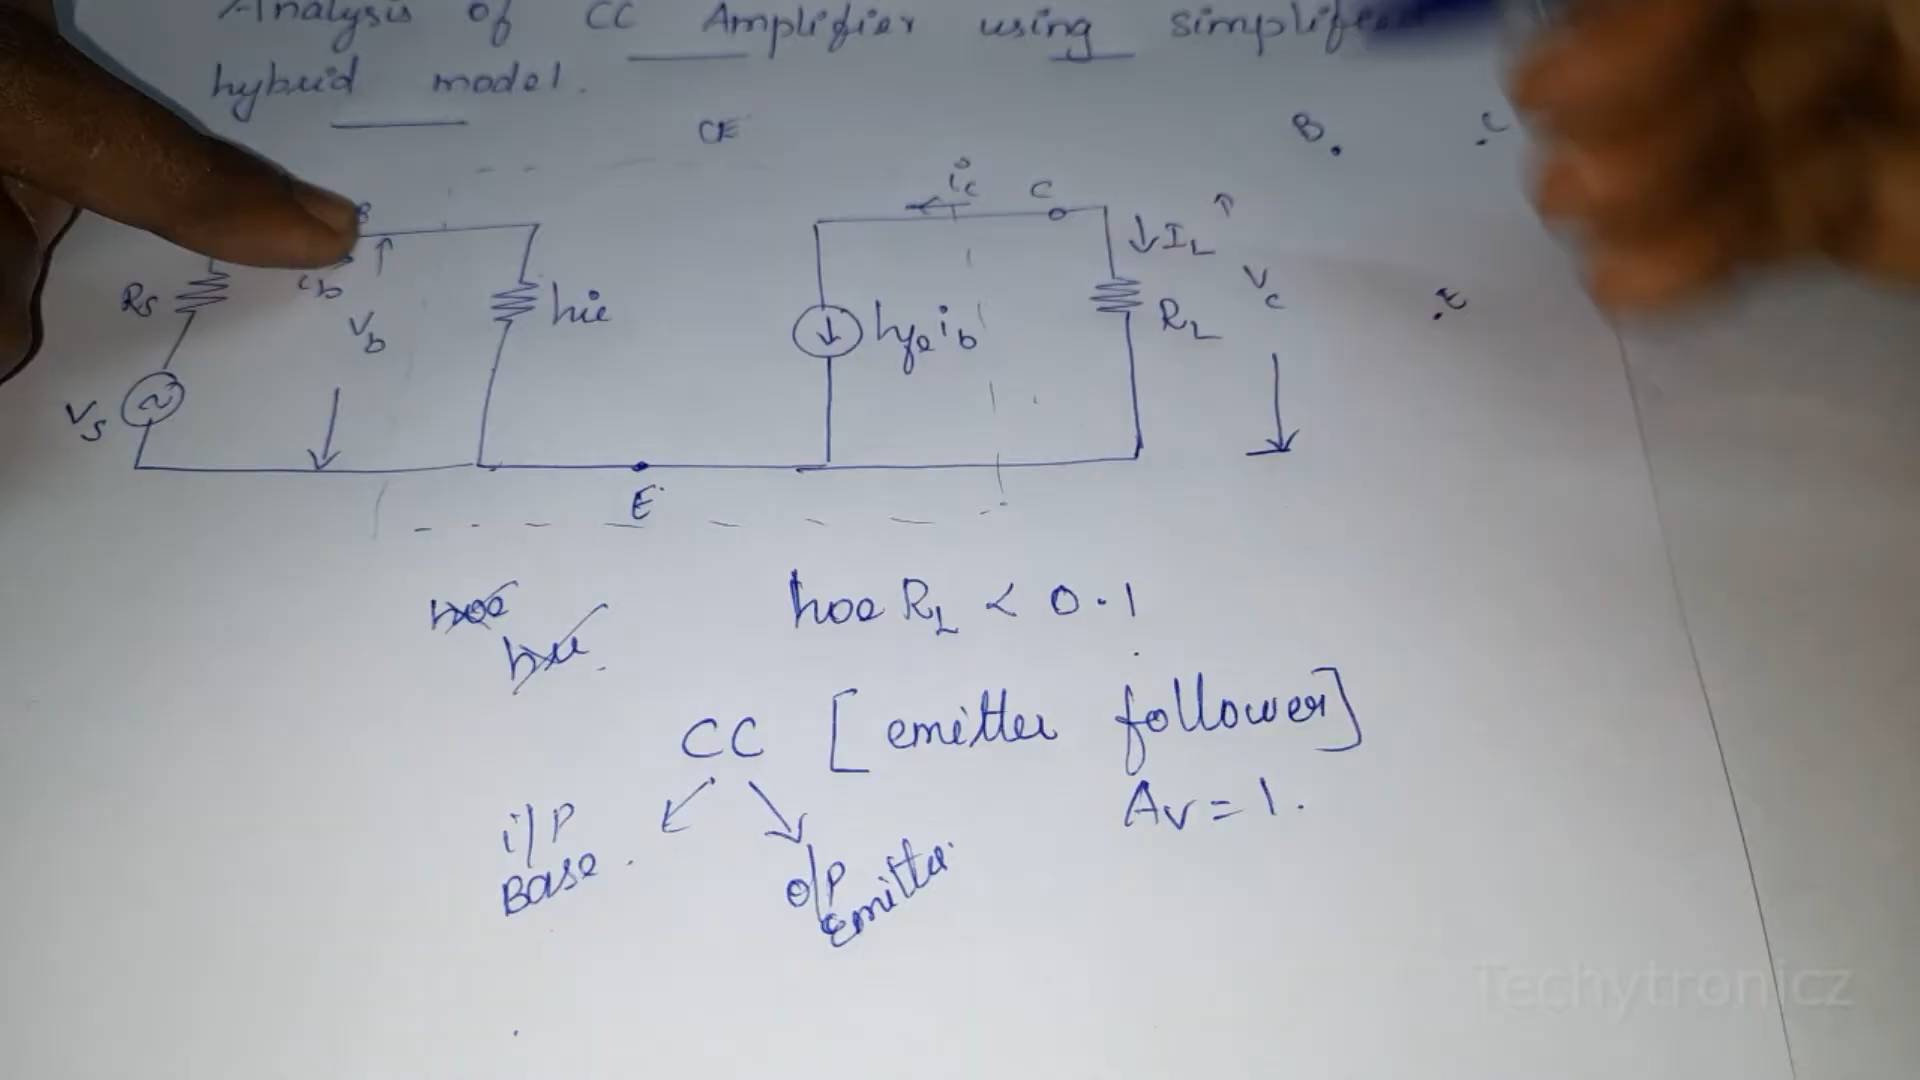 Analysis of CC Amplifier using simplified
hybrid model.
CE
B. .C
.E
B
ic C
↓IL
Rs ib Vb hie hfe ib RL Vc
Vs
E
hoe hoe RL < 0.1
hre
CC [emitter follower]
Av = 1.
i/P
Base.
o/P
Emitter.
Techytronicz